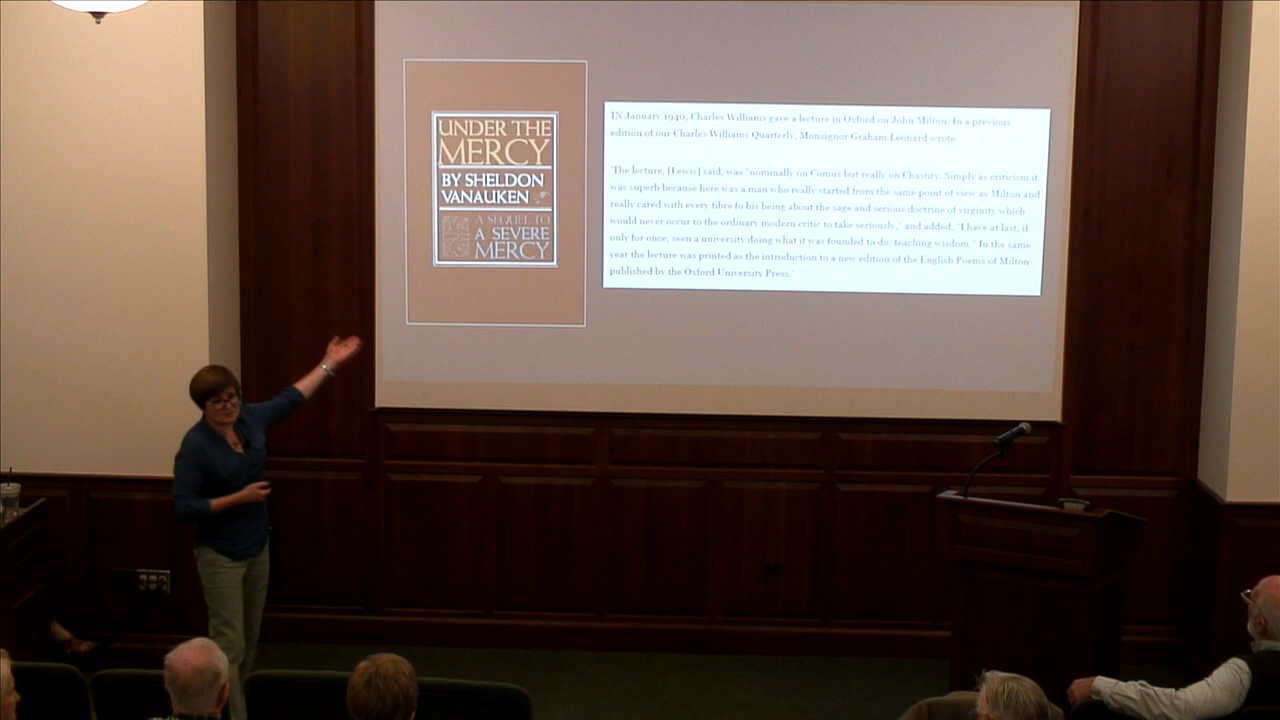 UNDER THE
MERCY
BY SHELDON
VANAUKEN
A SEQUEL TO
A SEVERE
MERCY
IN January 1940, Charles Williams gave a lecture in Oxford on John Milton. In a precious
edition of our Charles Williams Quarterly, Monsignor Graham Leonard wrote:
'The lecture, [Lewis] said, was "nominally on Comus but really on Chastity. Simply as criticism it
was superb because here was a man who really started from the same point of view as Milton and
really cared with every fibre to his being about the sage and serious doctrine of virginity which
would never occur to the ordinary modern critic to take seriously," and added, "I have at last, if
only for once, seen a university doing what it was founded to do: teaching wisdom." In the same
year the lecture was printed as the introduction to a new edition of the English Poems of Milton
published by the Oxford University Press.'